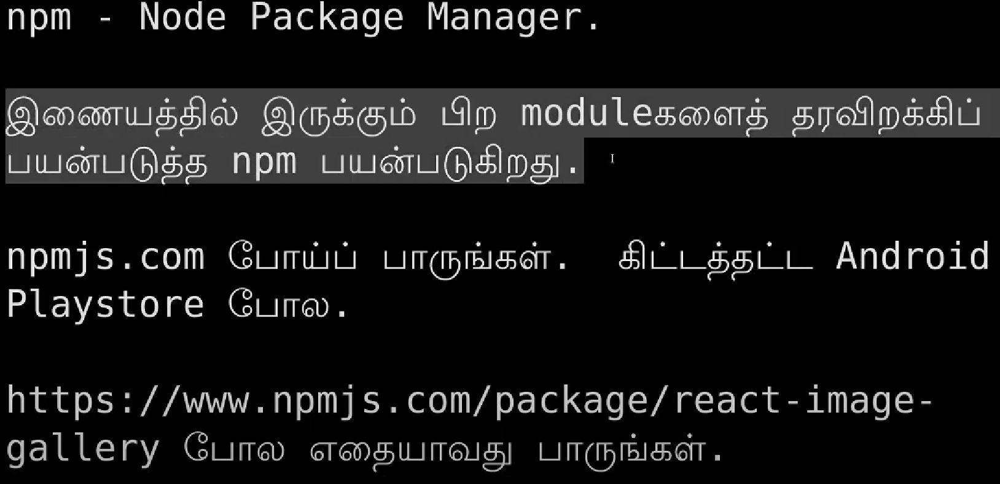 npm - Node Package Manager.
இணையத்தில் இருக்கும் பிற moduleகளைத் தரவிறக்கிப்
பயன்படுத்த npm பயன்படுகிறது.
npmjs.com போய்ப் பாருங்கள்.  கிட்டத்தட்ட Android
Playstore போல.
https://www.npmjs.com/package/react-image-
gallery போல எதையாவது பாருங்கள்.